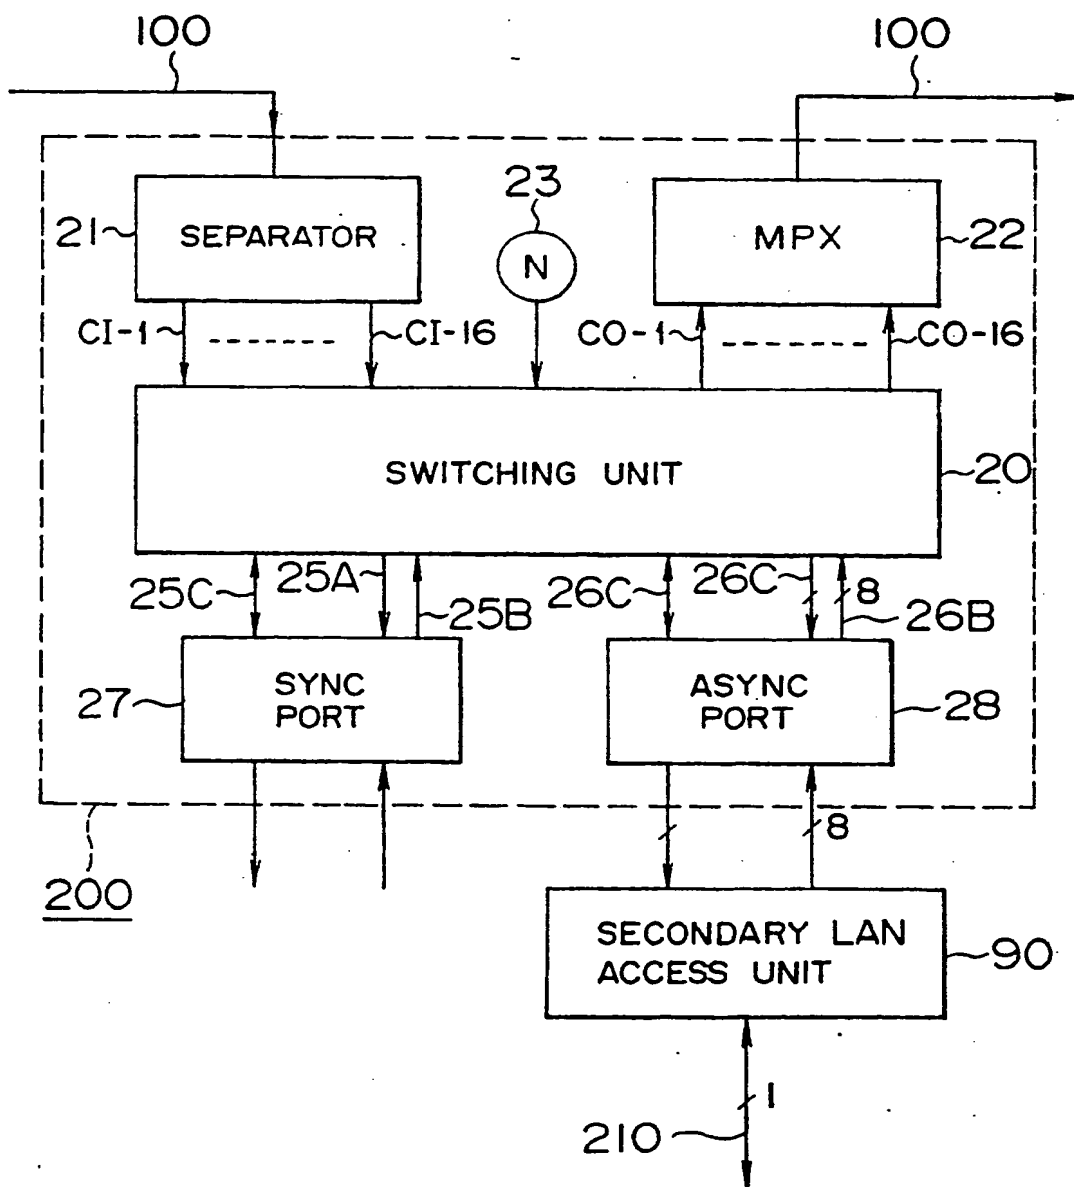 100
100
21
SEPARATOR
23
N
MPX
22
CI-1
CI-16
CO-1
CO-16
SWITCHING UNIT
20
25C
25A
25B
26C
26C
8
26B
27
SYNC
PORT
ASYNC
PORT
28
8
200
SECONDARY LAN
ACCESS UNIT
90
1
210